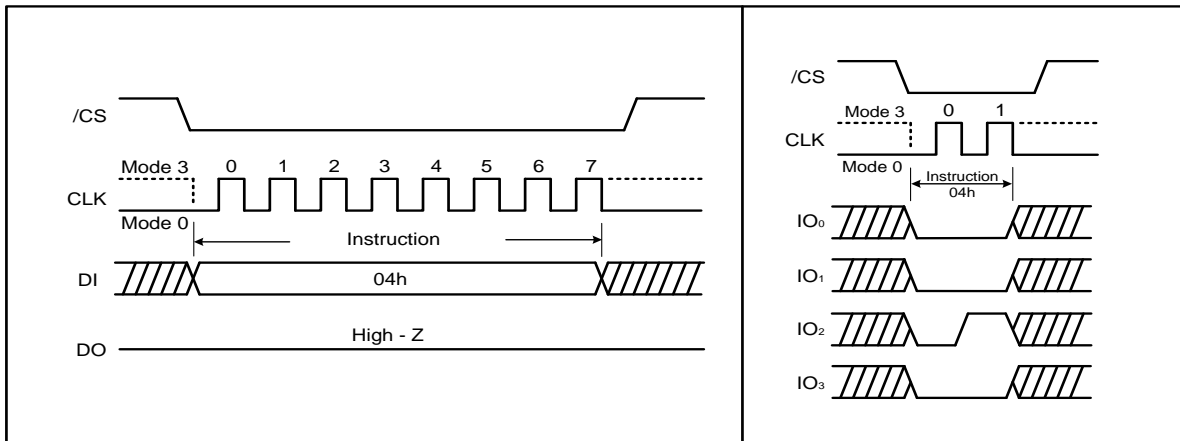 /CS
Mode 3 0 1 2 3 4 5 6 7
CLK
Mode 0
Instruction
DI 04h
High - Z
DO
/CS
Mode 3 0 1
CLK
Mode 0 Instruction
04h
IO₀
IO₁
IO₂
IO₃